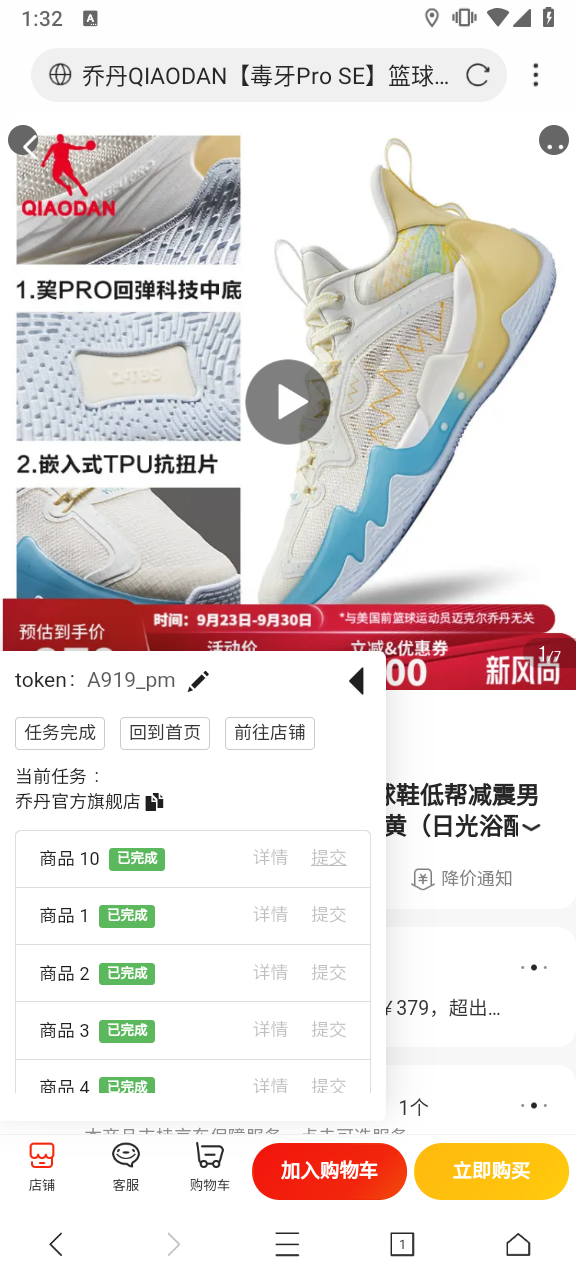 1:32
A
乔丹QIAODAN【毒牙Pro SE】篮球...
QIAODAN
1.巭PRO回弹科技中底
Q-TBS
2.嵌入式TPU抗扭片
时间：9月23日-9月30日
*与美国前篮球运动员迈克尔乔丹无关
预估到手价
活动价
立减&优惠券
00
新风尚
1/7
token： A919_pm
任务完成
回到首页
前往店铺
当前任务：
乔丹官方旗舰店
球鞋低帮减震男
黄（日光浴配
降价通知
商品 10 已完成 详情 提交
商品 1 已完成 详情 提交
商品 2 已完成 详情 提交
¥379，超出...
商品 3 已完成 详情 提交
商品 4 已完成 详情 提交
1个
店铺
客服
购物车
加入购物车
立即购买
1